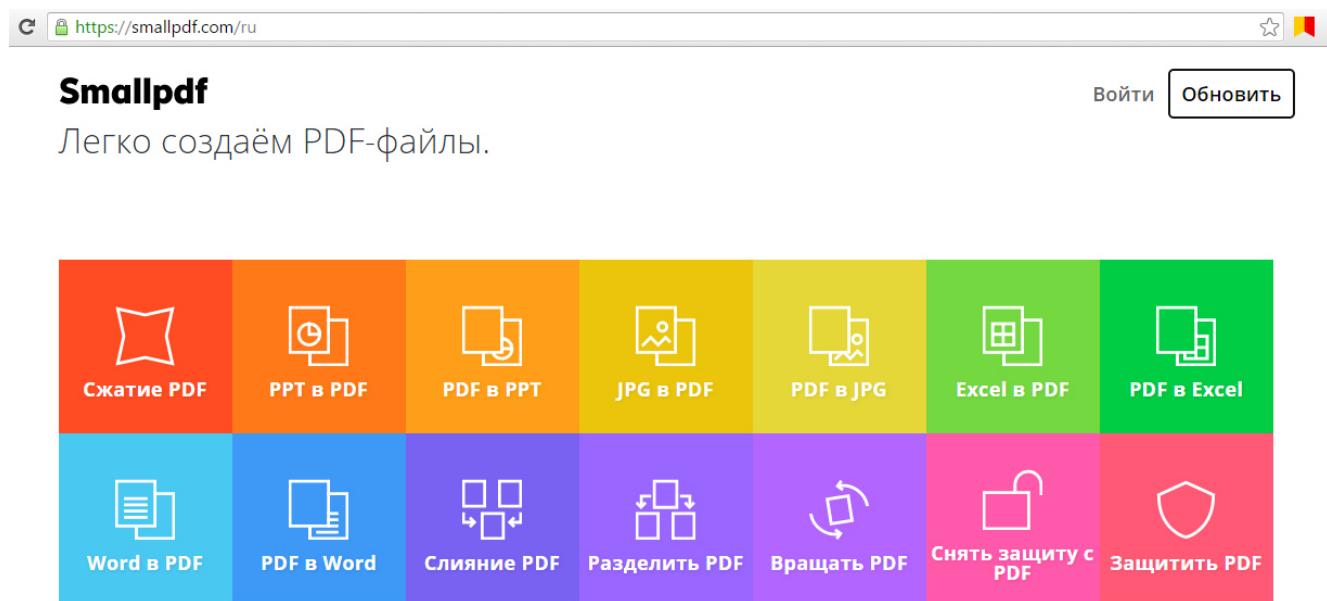 https://smallpdf.com/ru
Smallpdf
Войти
Обновить
Легко создаём PDF-файлы.
Сжатие PDF
PPT в PDF
PDF в PPT
JPG в PDF
PDF в JPG
Excel в PDF
PDF в Excel
Word в PDF
PDF в Word
Слияние PDF
Разделить PDF
Вращать PDF
Снять защиту с
PDF
Защитить PDF